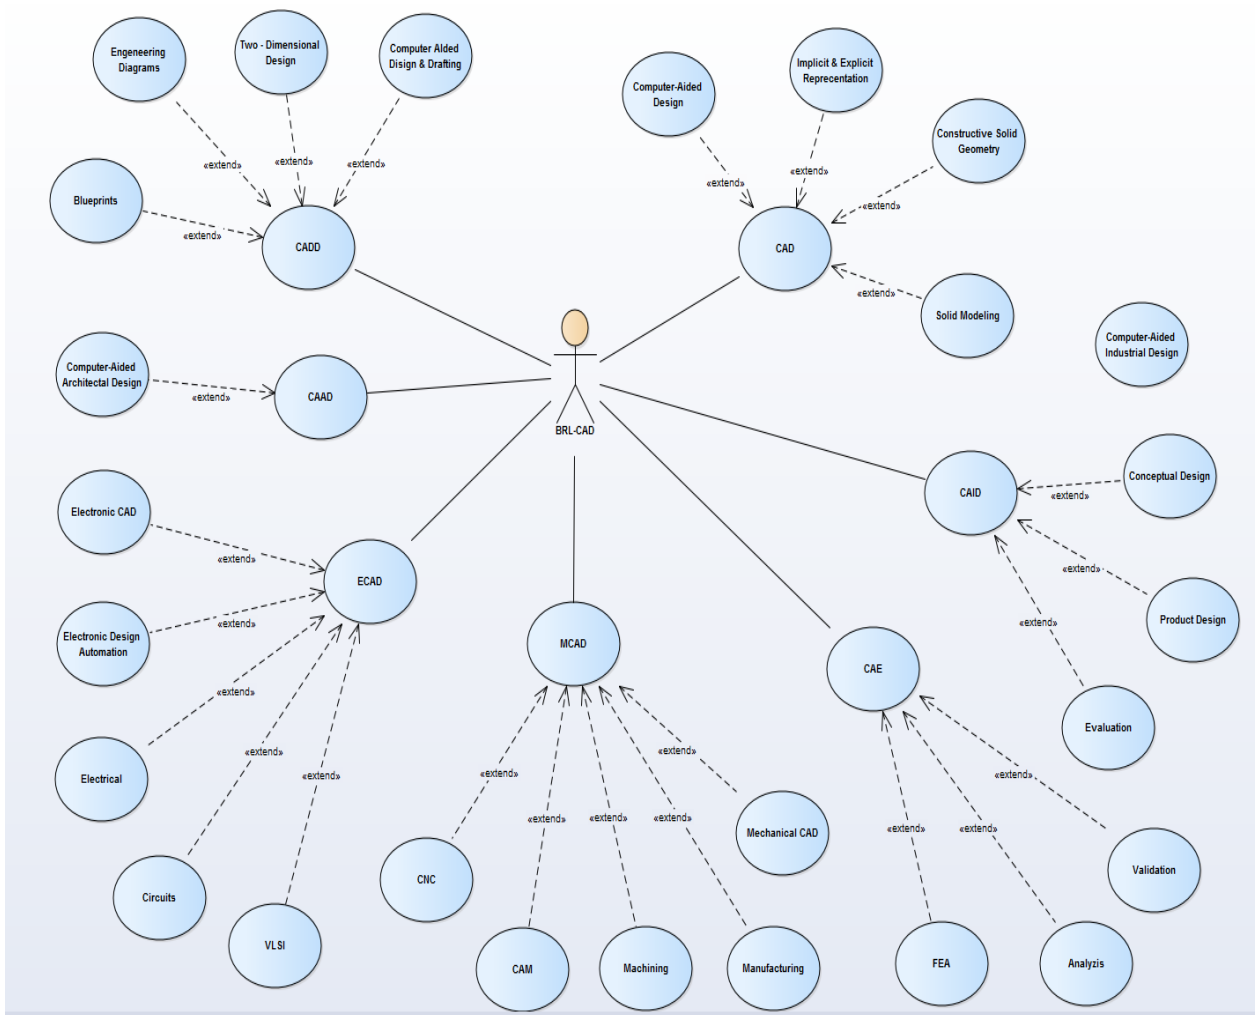 Engeneering
Diagrams
Two - Dimensional
Design
Computer Alded
Disign & Drafting
Blueprints
«extend»
«extend»
«extend»
«extend»
CADD
Computer-Aided
Design
Implicit & Explicit
Reprecentation
Constructive Solid
Geometry
«extend»
«extend»
«extend»
«extend»
CAD
Solid Modeling
Computer-Aided
Industrial Design
Computer-Aided
Architectal Design
«extend»
CAAD
BRL-CAD
Electronic CAD
«extend»
Electronic Design
Automation
«extend»
ECAD
Electrical
«extend»
Circuits
«extend»
VLSI
«extend»
MCAD
«extend»
«extend»
«extend»
«extend»
«extend»
CNC
CAM
Machining
Manufacturing
Mechanical CAD
CAE
«extend»
«extend»
«extend»
FEA
Analyzis
Validation
CAID
«extend»
«extend»
«extend»
Conceptual Design
Product Design
Evaluation